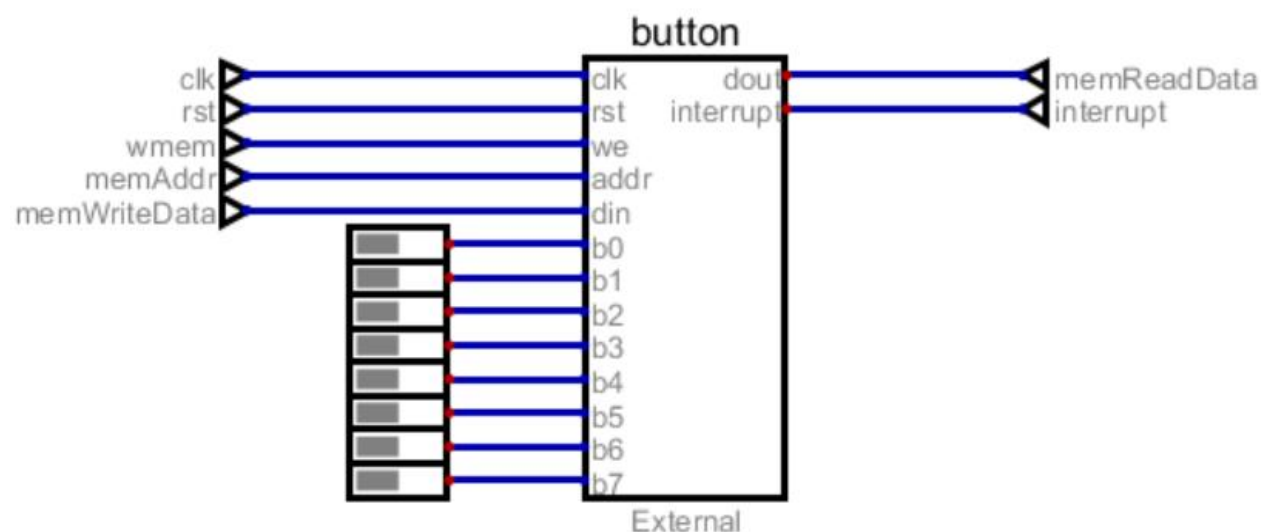 button
clk clk dout memReadData
rst rst interrupt interrupt
wmem we
memAddr addr
memWriteData din
b0
b1
b2
b3
b4
b5
b6
b7
External